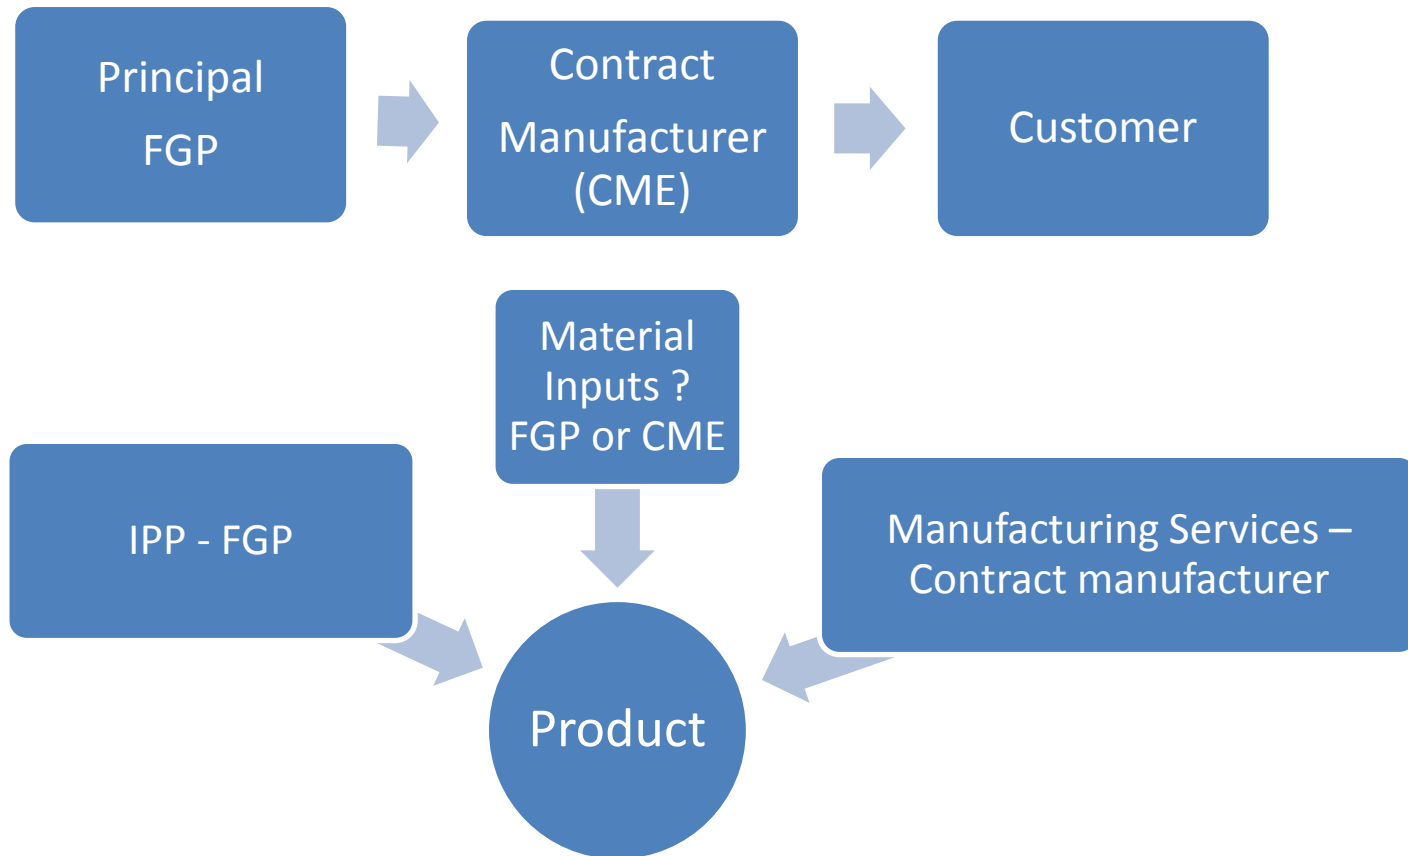 Principal
FGP
Contract
Manufacturer
(CME)
Customer
Material
Inputs ?
FGP or CME
IPP - FGP
Manufacturing Services –
Contract manufacturer
Product